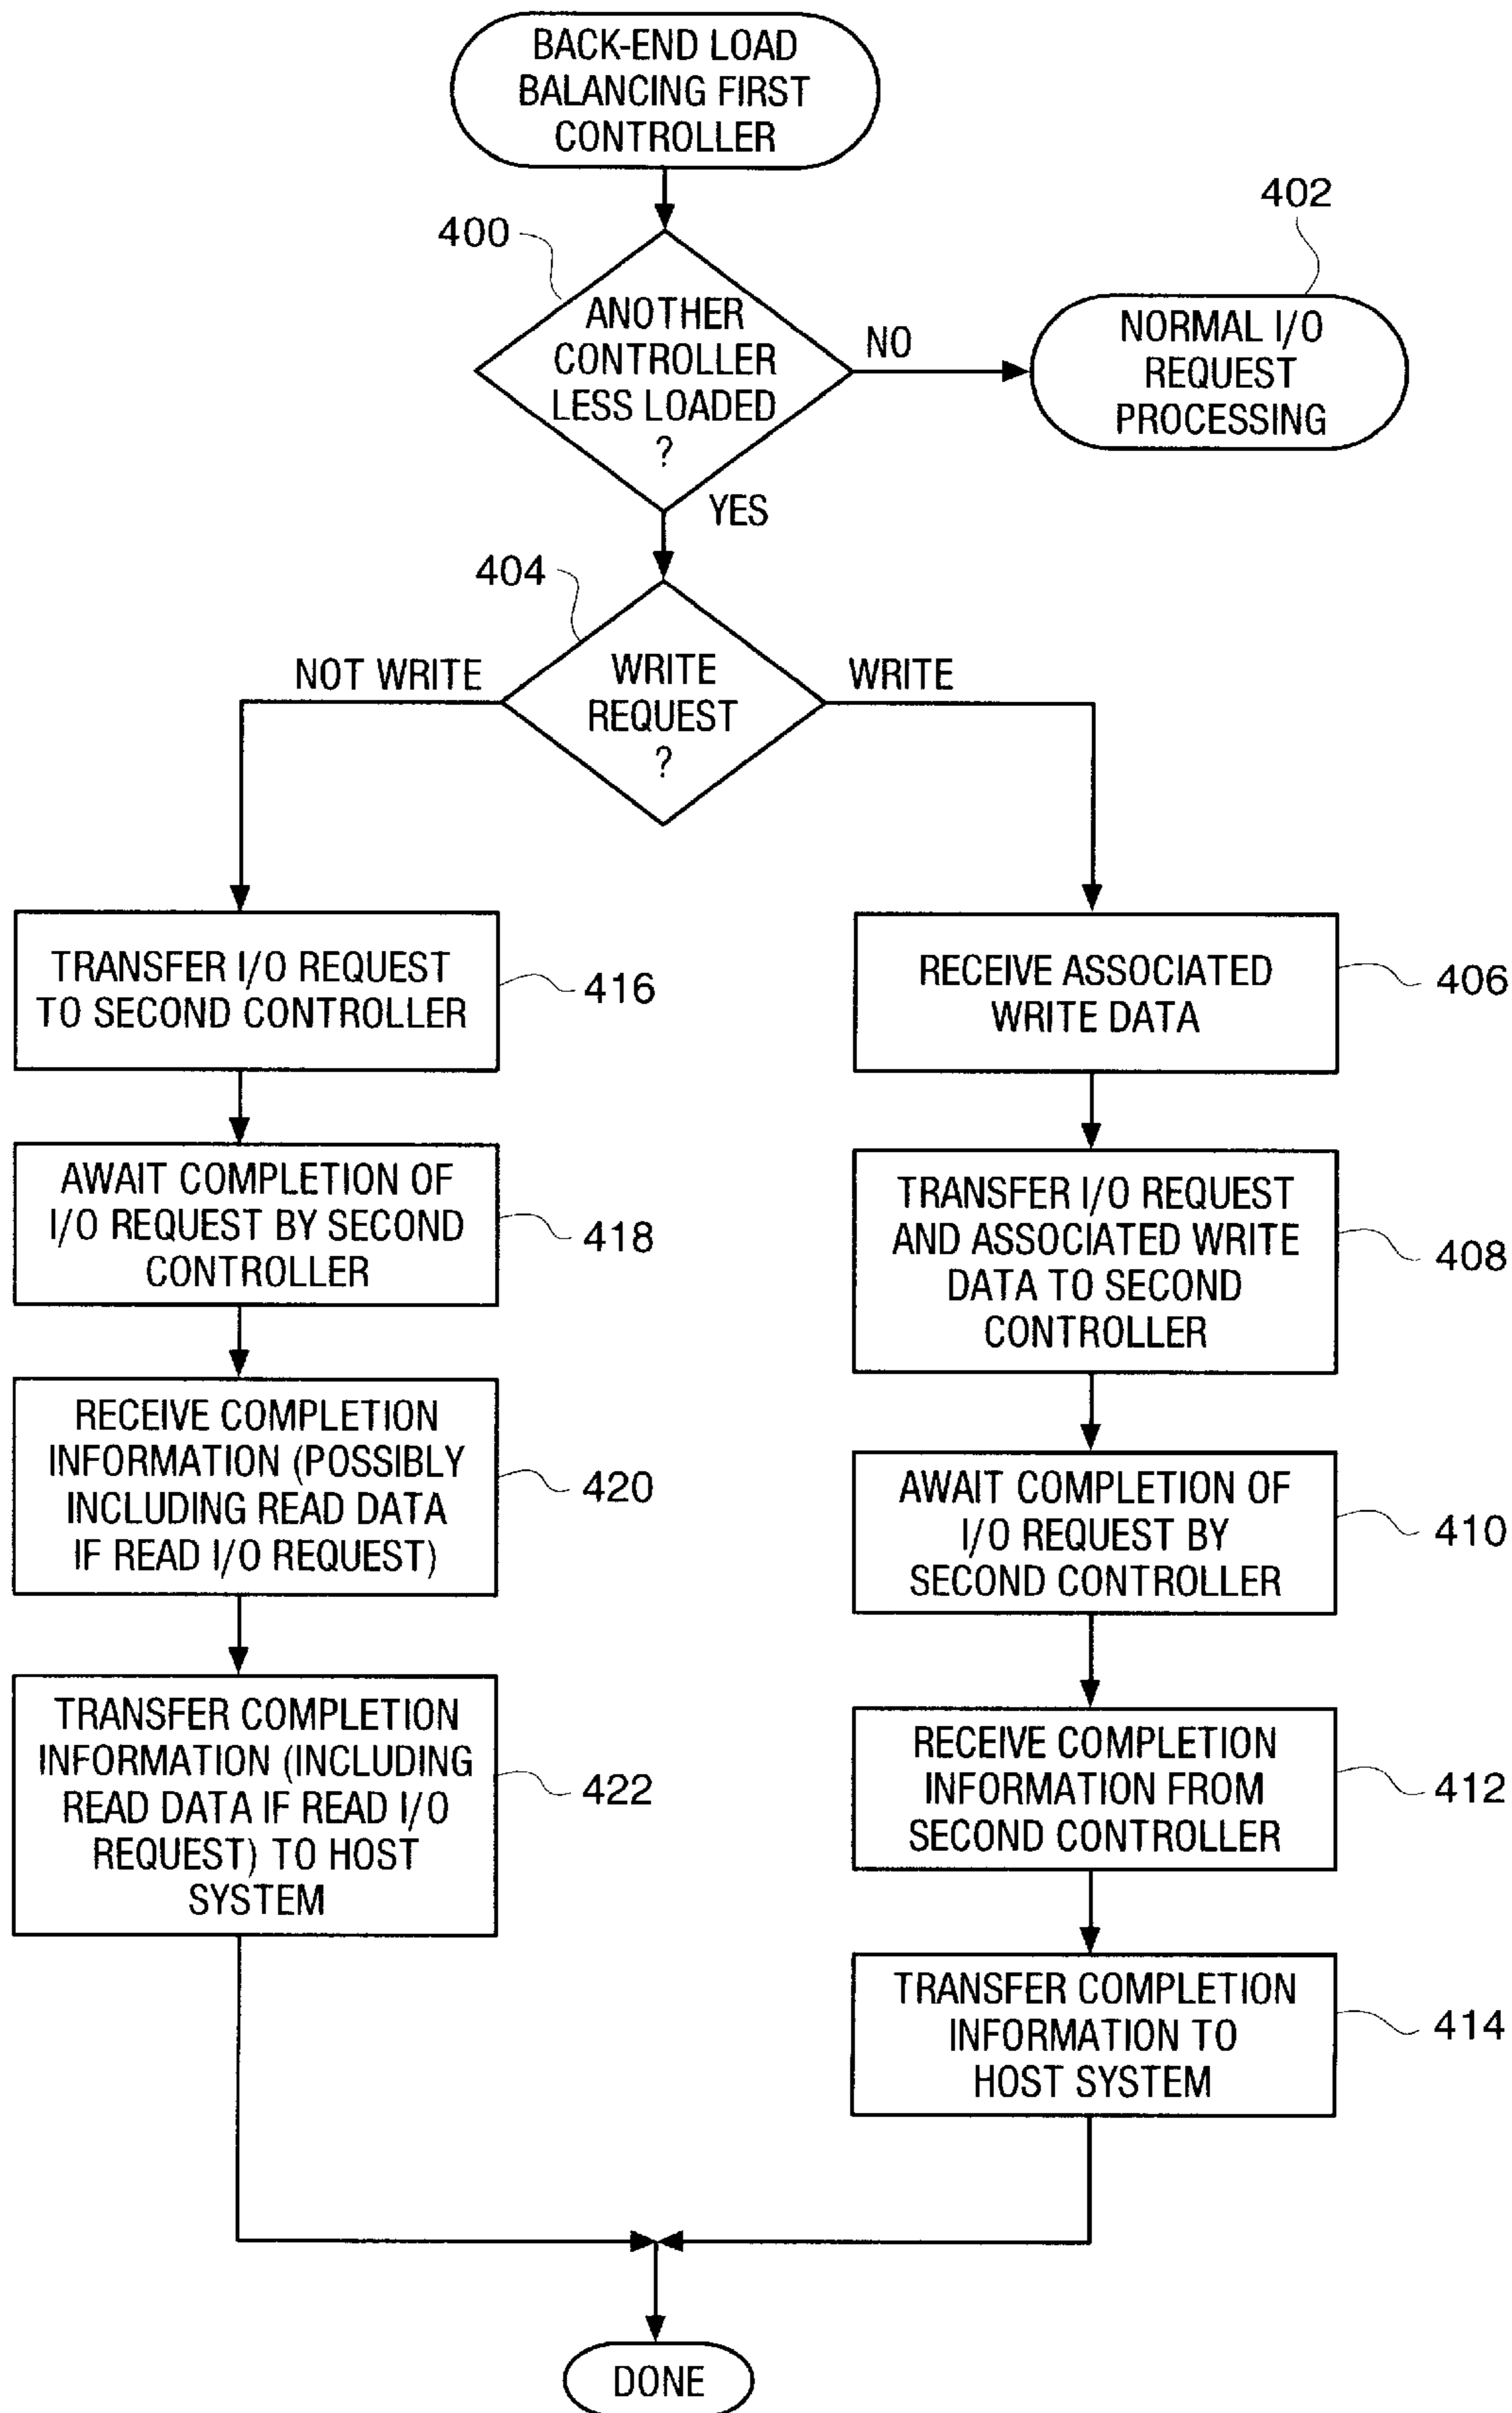 BACK-END LOAD
BALANCING FIRST
CONTROLLER
402
400
ANOTHER
CONTROLLER
LESS LOADED
?
NO
NORMAL I/O
REQUEST
PROCESSING
YES
404
NOT WRITE
WRITE
REQUEST
?
WRITE
TRANSFER I/O REQUEST
TO SECOND CONTROLLER
416
AWAIT COMPLETION OF
I/O REQUEST BY SECOND
CONTROLLER
418
RECEIVE COMPLETION
INFORMATION (POSSIBLY
INCLUDING READ DATA
IF READ I/O REQUEST)
420
TRANSFER COMPLETION
INFORMATION (INCLUDING
READ DATA IF READ I/O
REQUEST) TO HOST
SYSTEM
422
RECEIVE ASSOCIATED
WRITE DATA
406
TRANSFER I/O REQUEST
AND ASSOCIATED WRITE
DATA TO SECOND
CONTROLLER
408
AWAIT COMPLETION OF
I/O REQUEST BY
SECOND CONTROLLER
410
RECEIVE COMPLETION
INFORMATION FROM
SECOND CONTROLLER
412
TRANSFER COMPLETION
INFORMATION TO
HOST SYSTEM
414
DONE